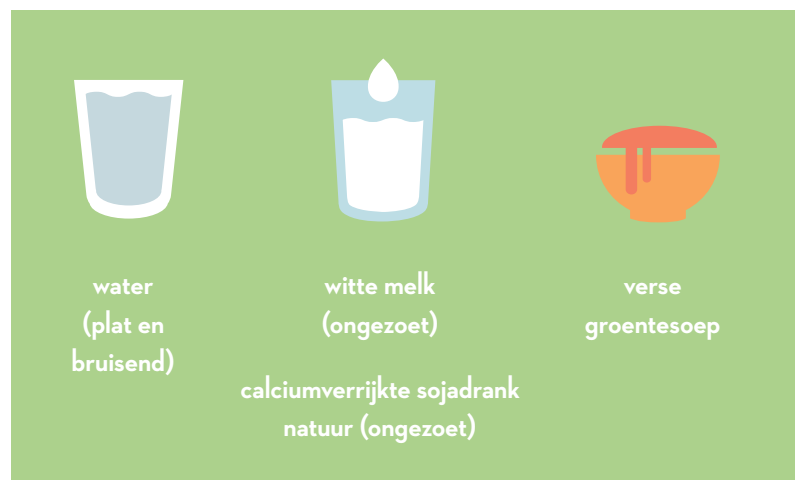 water
(plat en
bruisend)
witte melk
(ongezoet)
calciumverrijkte sojadrank
natuur (ongezoet)
verse
groentesoep